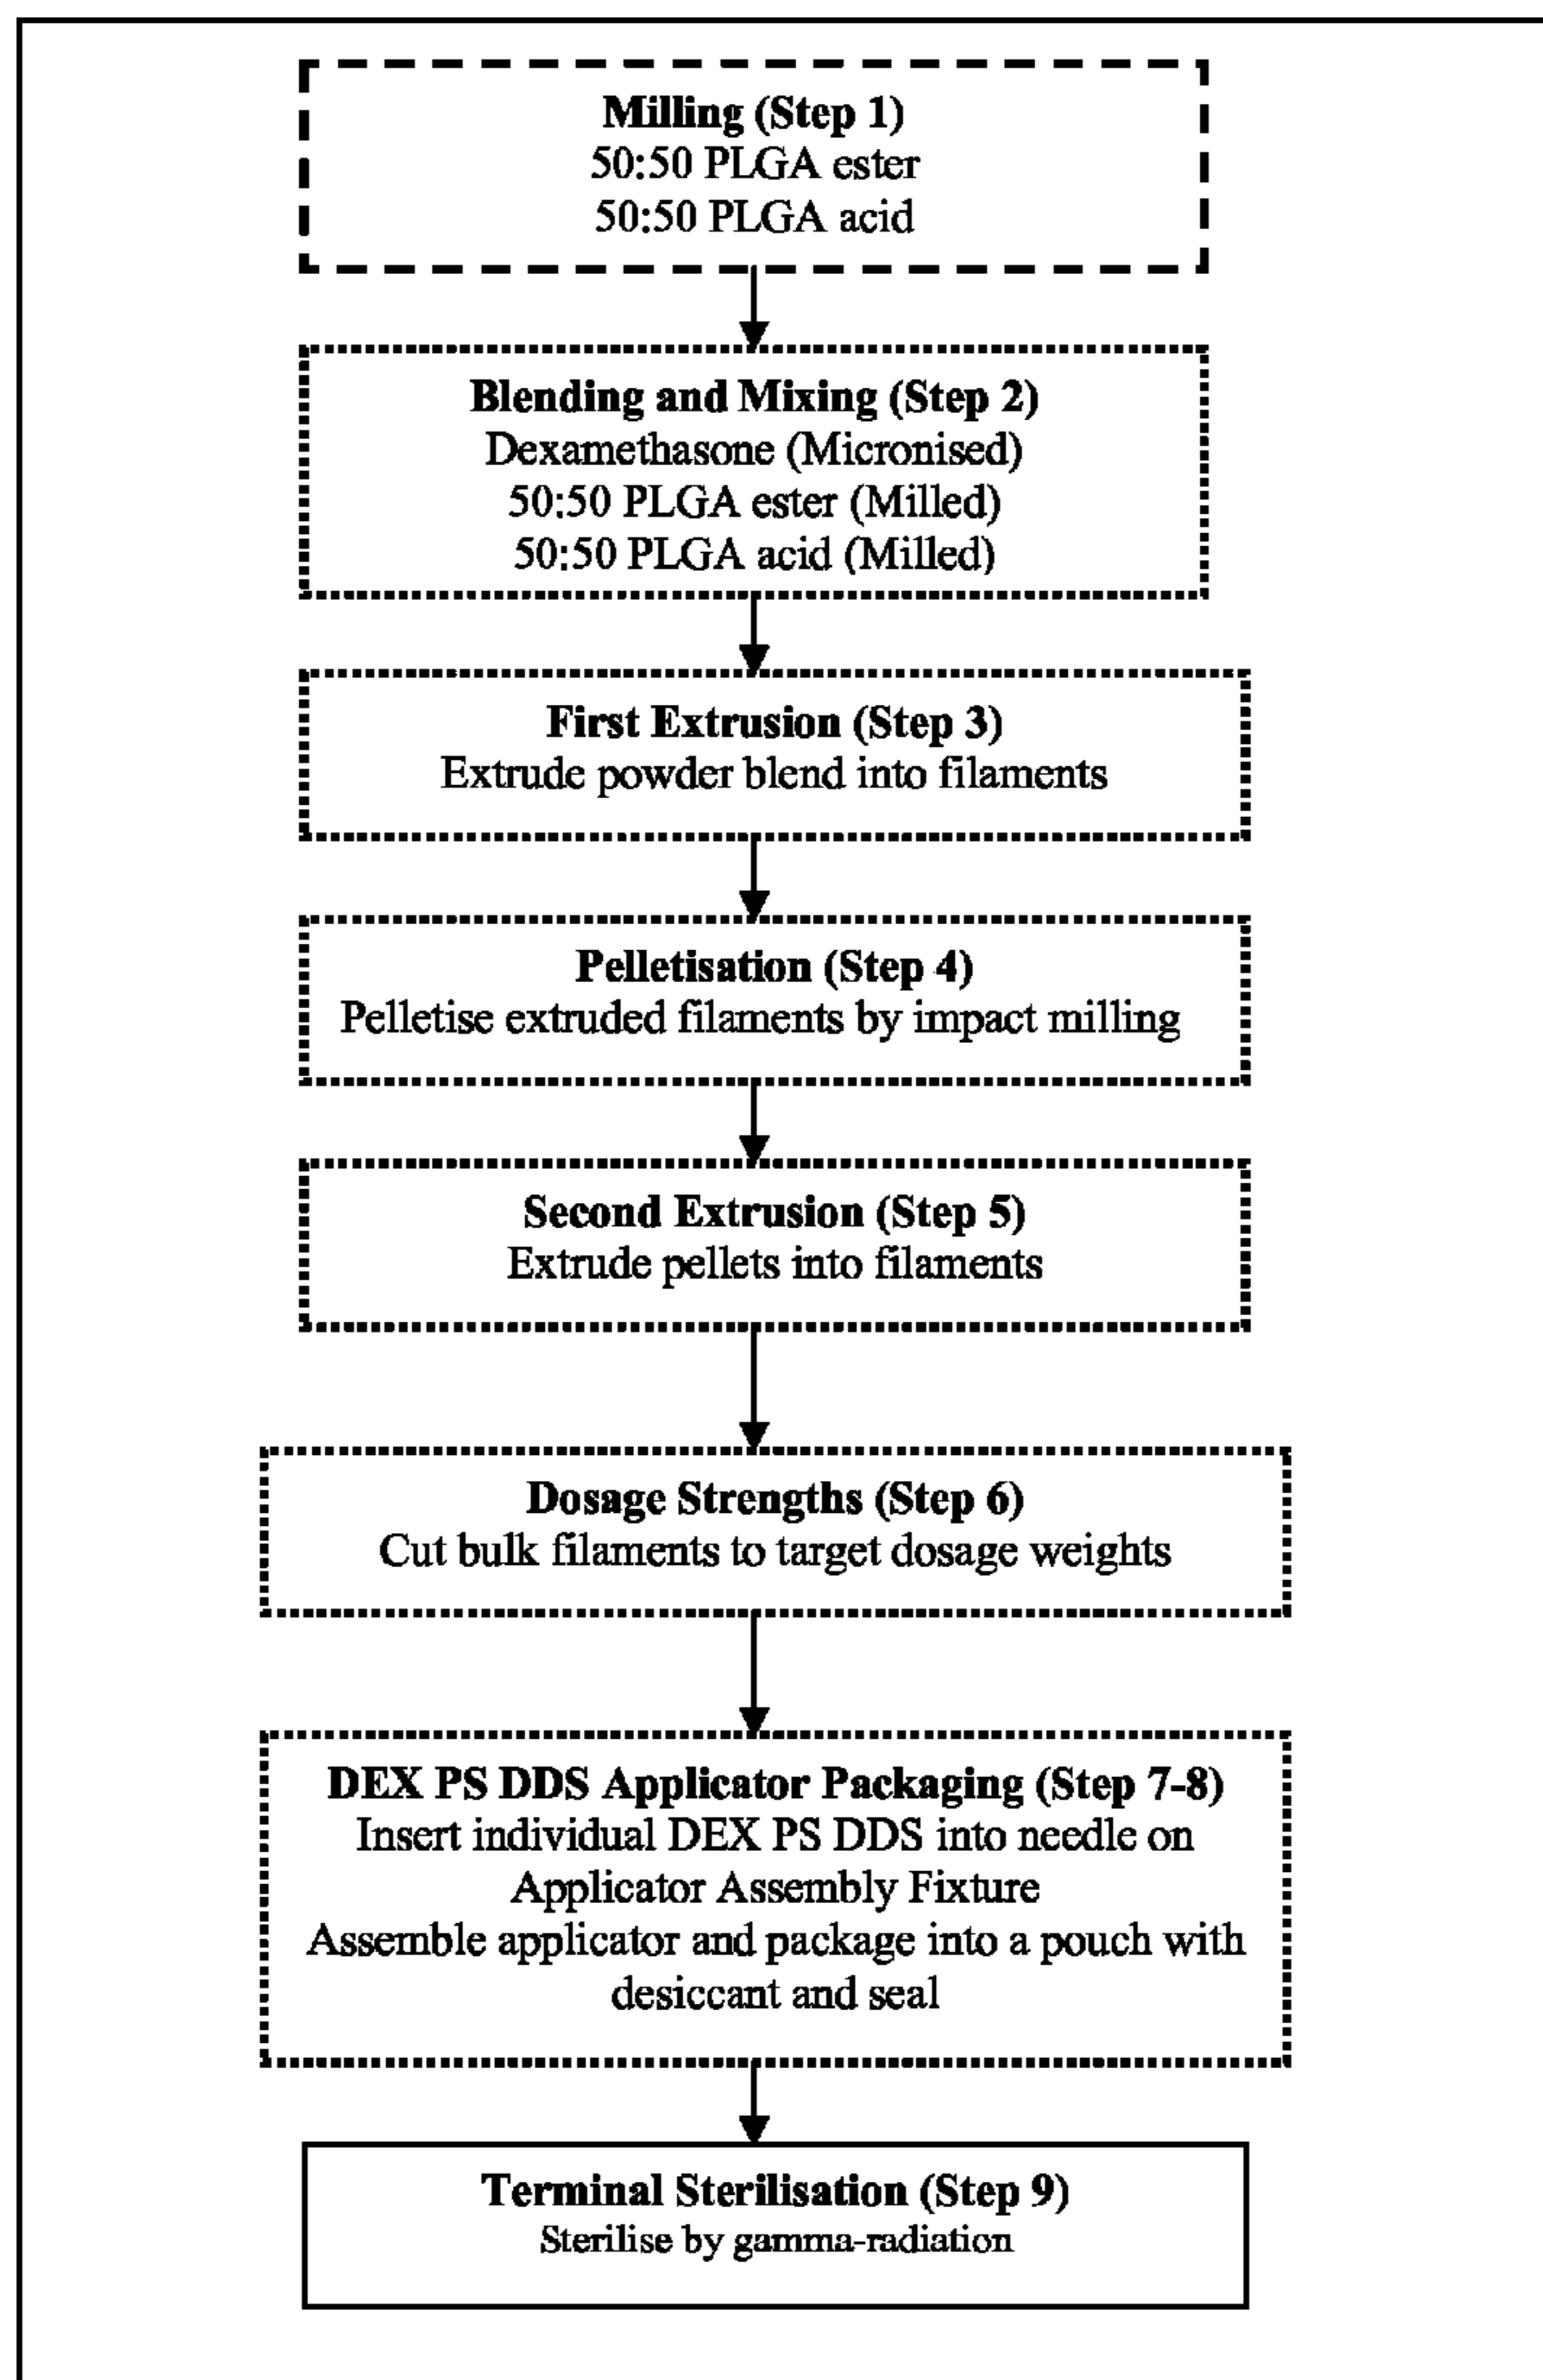 Milling (Step 1)
50:50 PLGA ester
50:50 PLGA acid
Blending and Mixing (Step 2)
Dexamethasone (Micronised)
50:50 PLGA ester (Milled)
50:50 PLGA acid (Milled)
First Extrusion (Step 3)
Extrude powder blend into filaments
Pelletisation (Step 4)
Pelletise extruded filaments by impact milling
Second Extrusion (Step 5)
Extrude pellets into filaments
Dosage Strengths (Step 6)
Cut bulk filaments to target dosage weights
DEX PS DDS Applicator Packaging (Step 7-8)
Insert individual DEX PS DDS into needle on
Applicator Assembly Fixture
Assemble applicator and package into a pouch with
desiccant and seal
Terminal Sterilisation (Step 9)
Sterilise by gamma-radiation